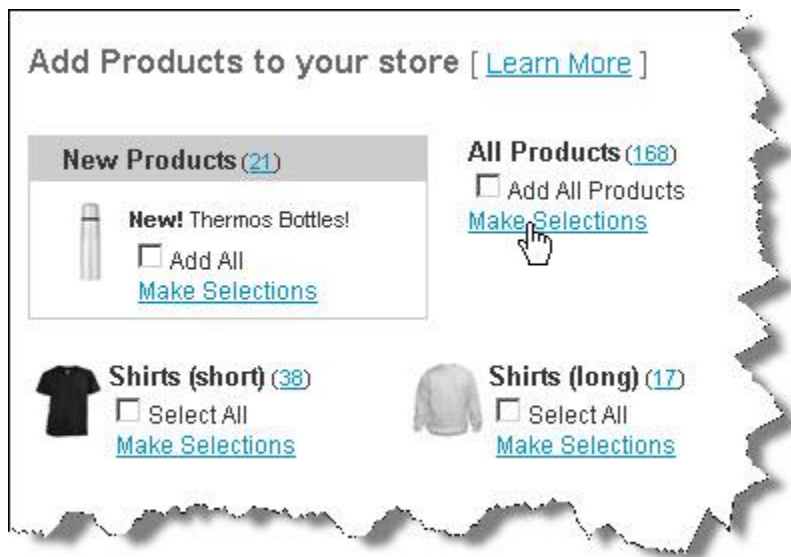 Add Products to your store [ Learn More ]
New Products (21)
New! Thermos Bottles!
Add All
Make Selections
All Products (168)
Add All Products
Make Selections
Shirts (short) (38)
Select All
Make Selections
Shirts (long) (17)
Select All
Make Selections